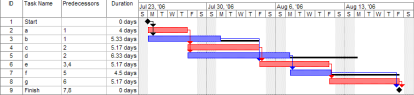 ID Task Name Predecessors Duration Jul 23, '06 Jul 30, '06 Aug 6, '06 Aug 13, '06
S M T W T F S S M T W T F S S M T W T F S S M T W T F S
1 Start 0 days
2 a 1 4 days
3 b 1 5.33 days
4 c 2 5.17 days
5 d 2 6.33 days
6 e 3,4 5.17 days
7 f 5 4.5 days
8 g 6 5.17 days
9 Finish 7,8 0 days